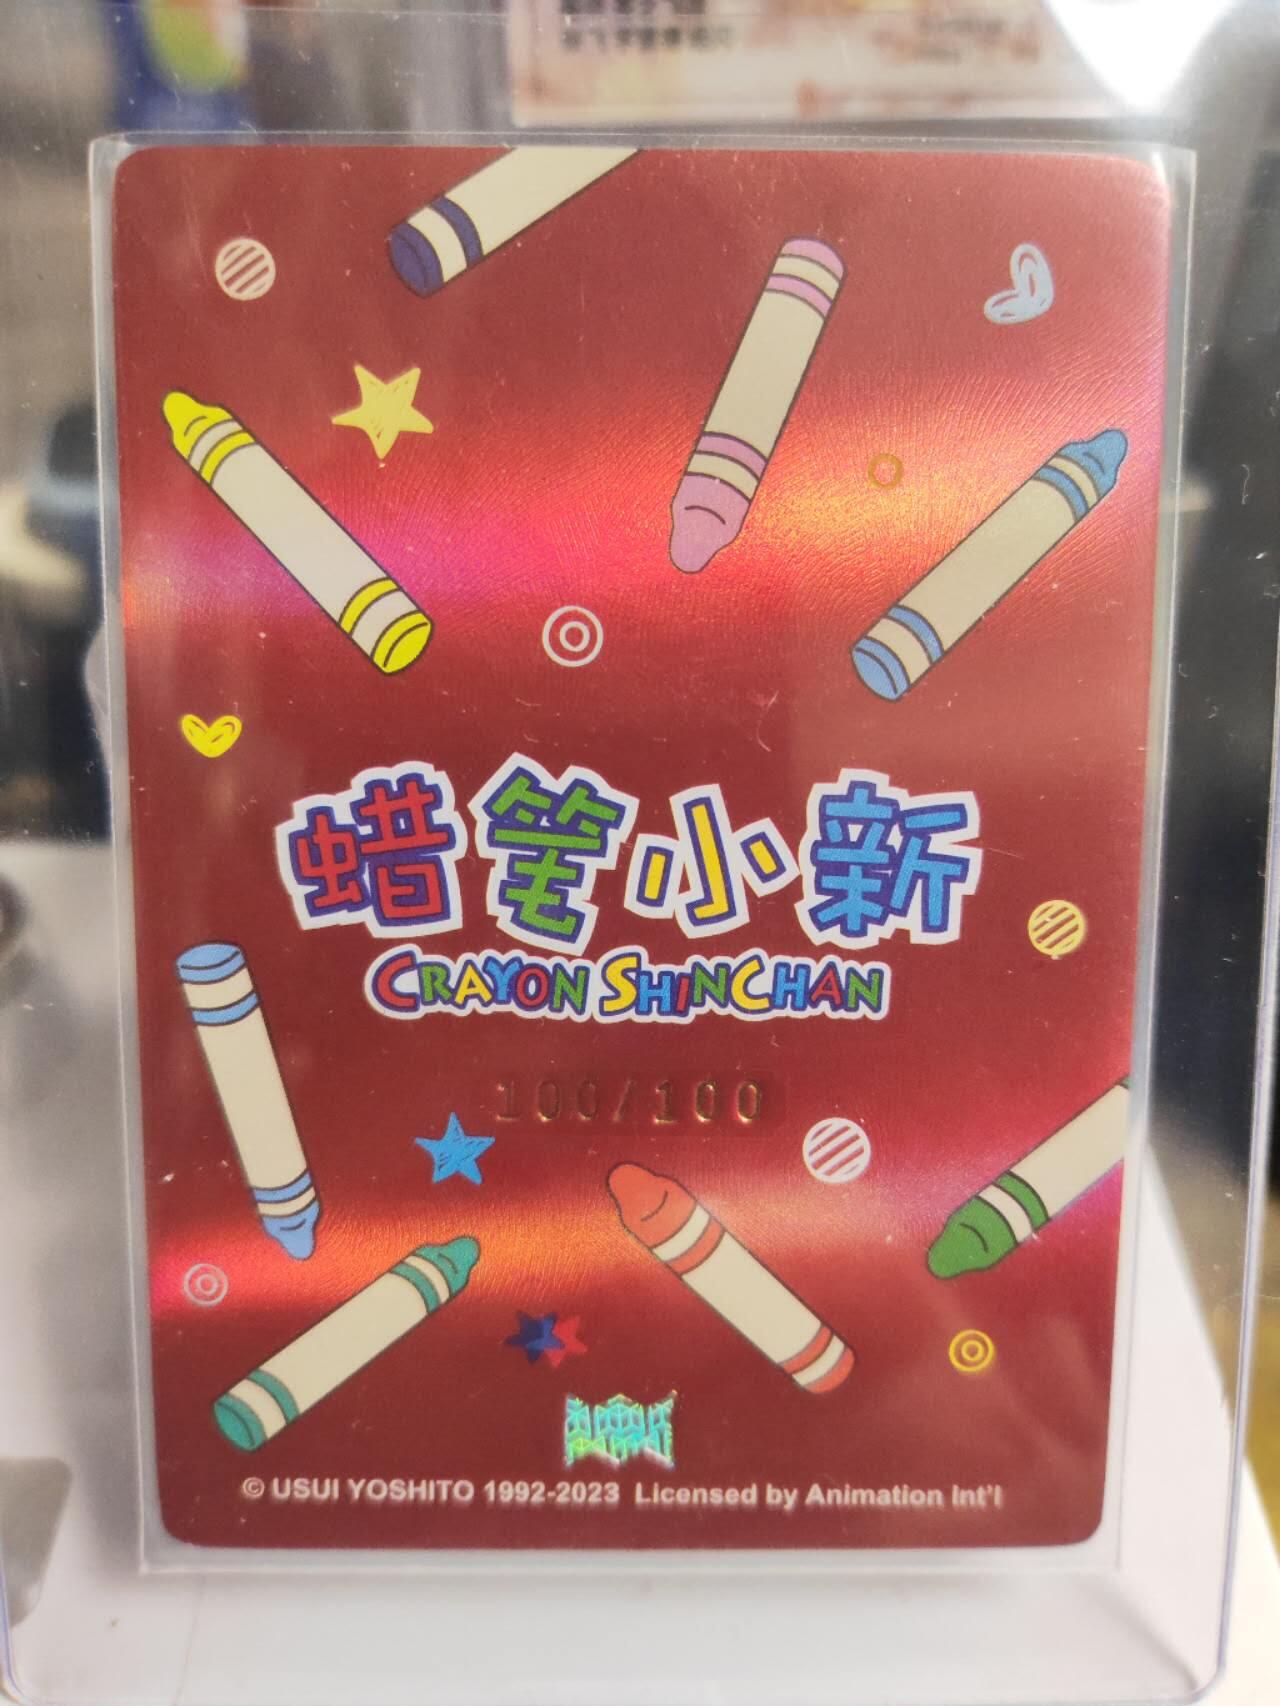 蜡笔小新
CRAYON SHINCHAN
100/100
© USUI YOSHITO 1992-2023 Licensed by Animation Int'l